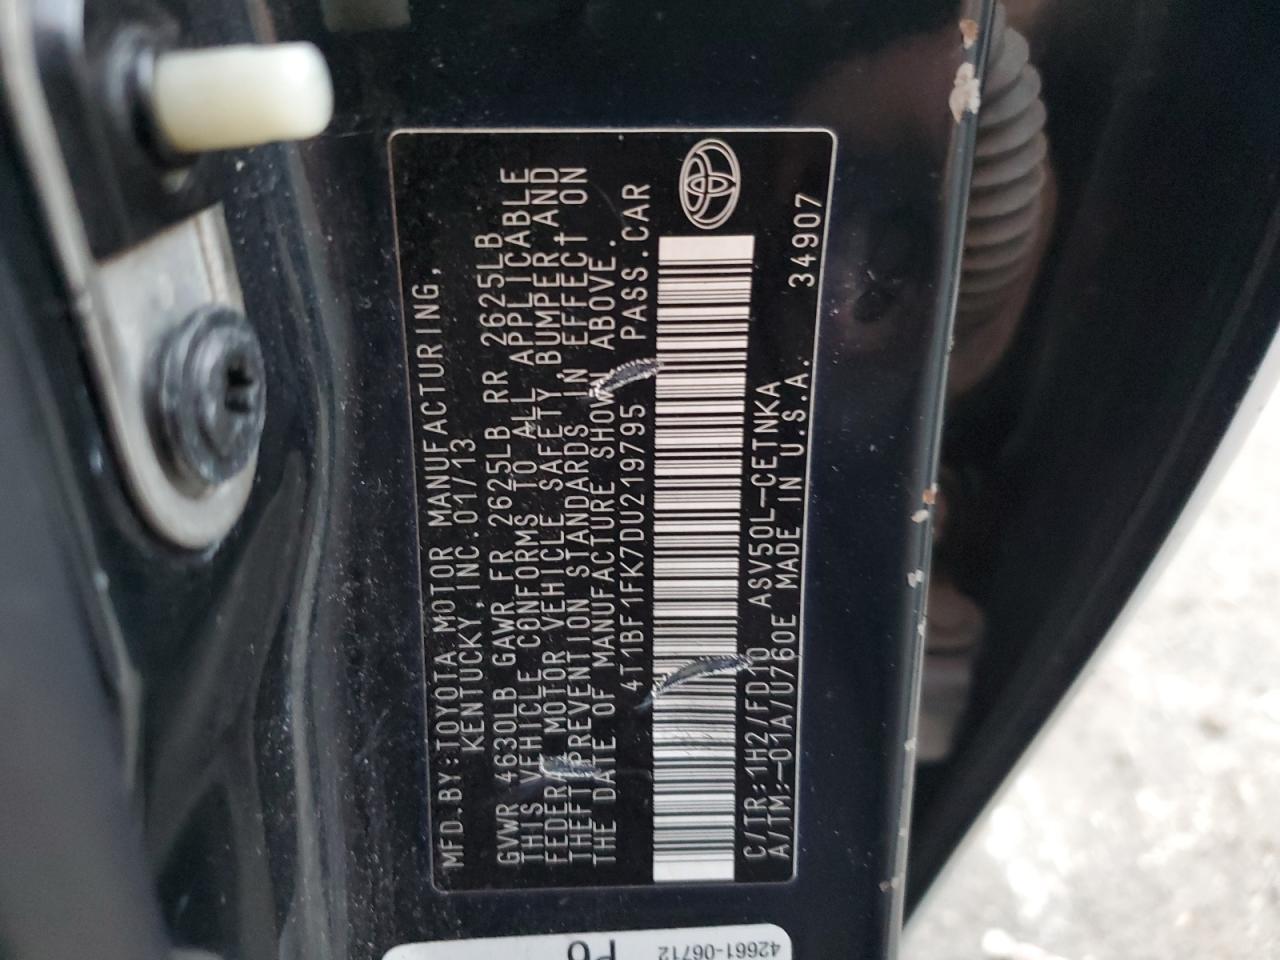 MFD.BY:TOYOTA MOTOR MANUFACTURING,
KENTUCKY,INC.01/13
GVWR 4630LB GAWR FR 2625LB RR 2625LB
THIS VEHICLE CONFORMS TO ALL APPLICABLE
FEDERAL MOTOR VEHICLE SAFETY,BUMPER AND
THEFT PREVENTION STANDARDS IN EFFECT ON
THE DATE OF MANUFACTURE SHOWN ABOVE.
4T1BF1FK7DU219795 PASS.CAR
C/TR:1H2/FD10 ASV50L-CETNKA
A/TM:-01A/U760E MADE IN U.S.A. 34907
42661-06712